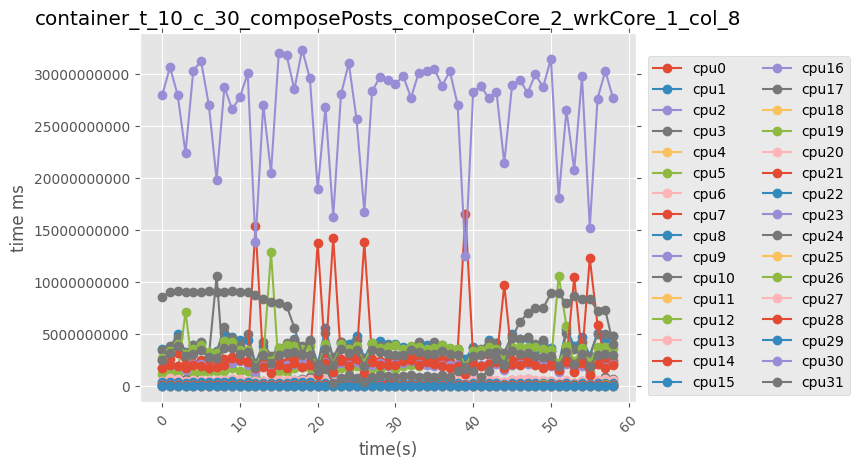 container_t_10_c_30_composePosts_composeCore_2_wrkCore_1_col_8
time ms
30000000000
25000000000
20000000000
15000000000
10000000000
5000000000
0
0
10
20
30
40
50
60
time(s)
cpu0
cpu1
cpu2
cpu3
cpu4
cpu5
cpu6
cpu7
cpu8
cpu9
cpu10
cpu11
cpu12
cpu13
cpu14
cpu15
cpu16
cpu17
cpu18
cpu19
cpu20
cpu21
cpu22
cpu23
cpu24
cpu25
cpu26
cpu27
cpu28
cpu29
cpu30
cpu31